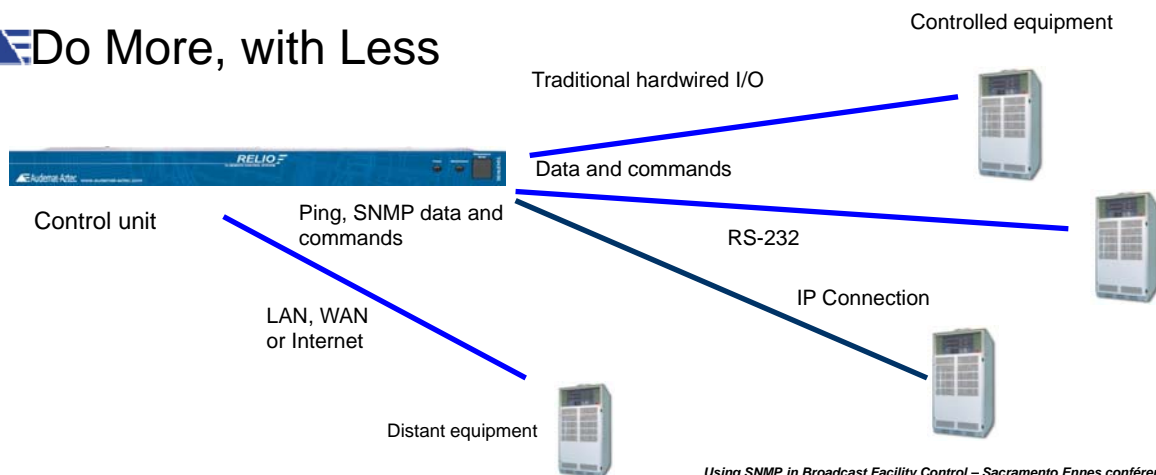 Do More, with Less
Controlled equipment
Traditional hardwired I/O
RELIO
Audemat-Aztec www.audemat-aztec.com
Data and commands
Control unit
Ping, SNMP data and
commands
RS-232
IP Connection
LAN, WAN
or Internet
Distant equipment
Using SNMP in Broadcast Facility Control – Sacramento Ennes confére